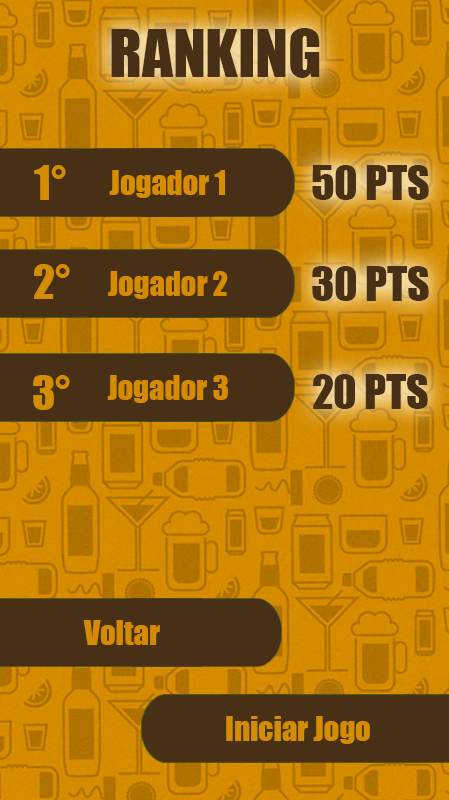 RANKING
1° Jogador 1 50 PTS
2° Jogador 2 30 PTS
3° Jogador 3 20 PTS
Voltar
Iniciar Jogo